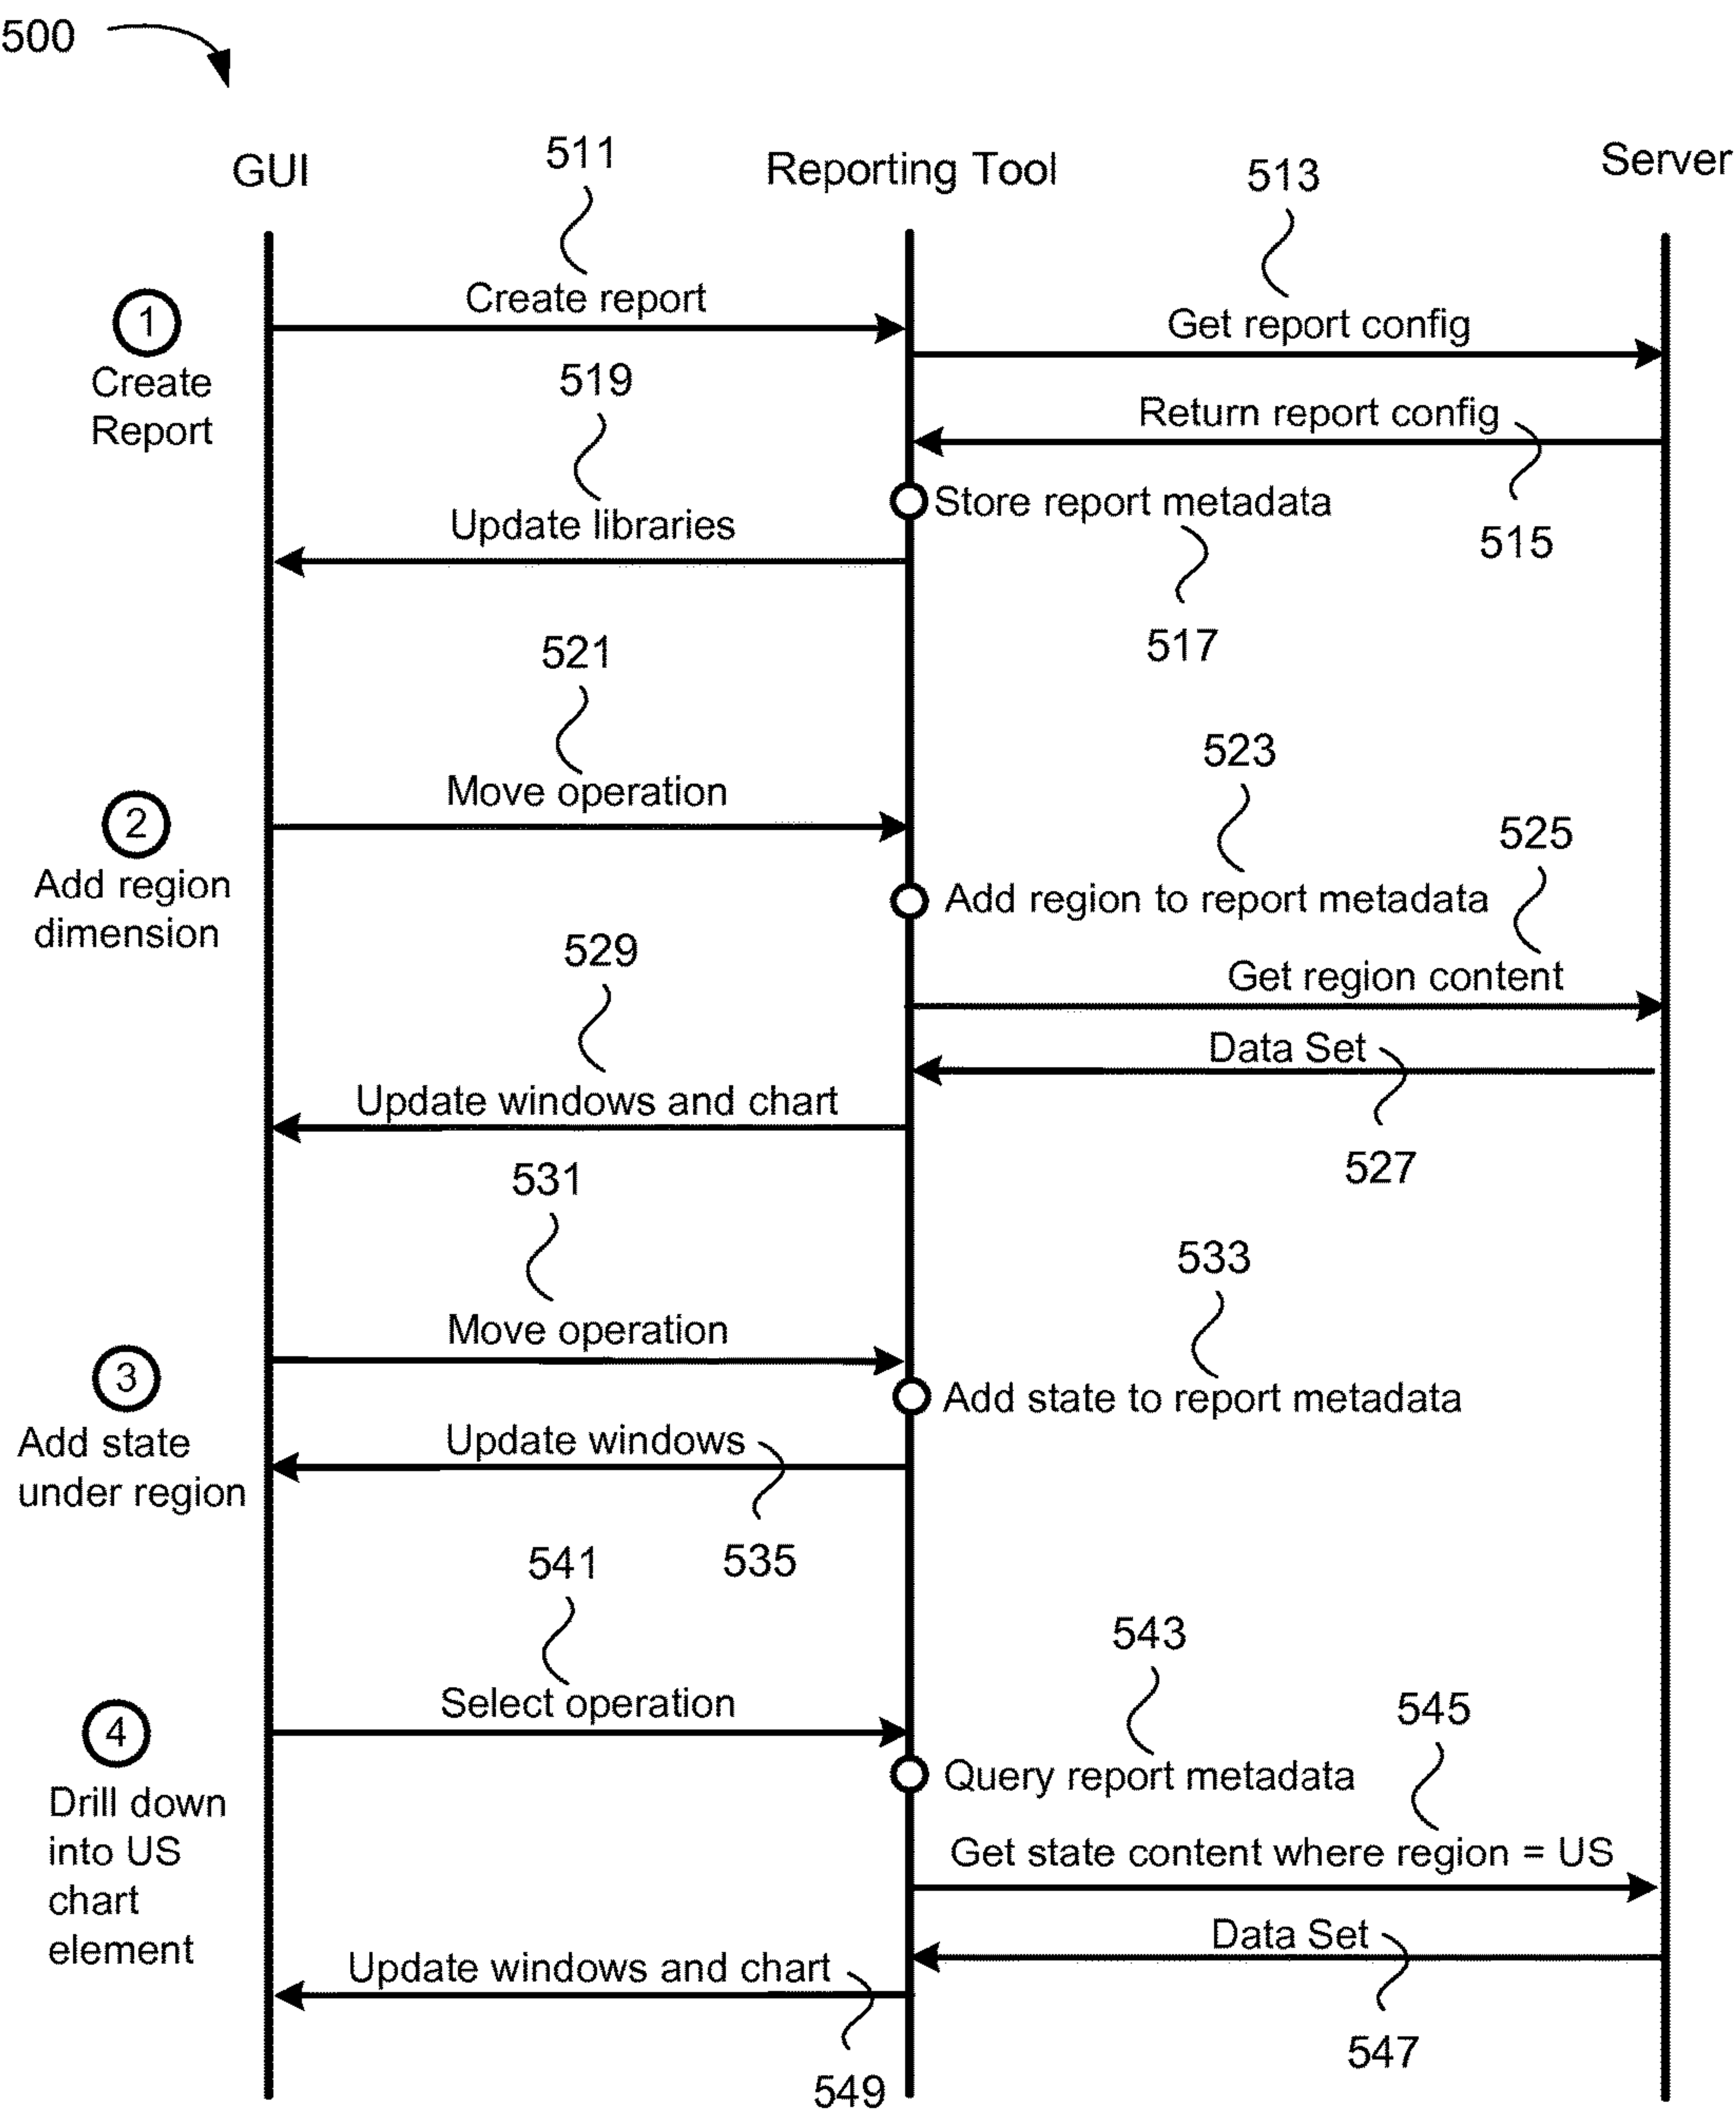 500
GUI
Reporting Tool
Server
511
513
1
Create
Report
Create report
Get report config
519
Return report config
515
Store report metadata
517
Update libraries
521
Move operation
2
Add region
dimension
523
525
Add region to report metadata
529
Get region content
Data Set
527
Update windows and chart
531
533
Move operation
3
Add state
under region
Add state to report metadata
Update windows
535
541
543
545
Select operation
4
Drill down
into US
chart
element
Query report metadata
Get state content where region = US
Data Set
547
Update windows and chart
549